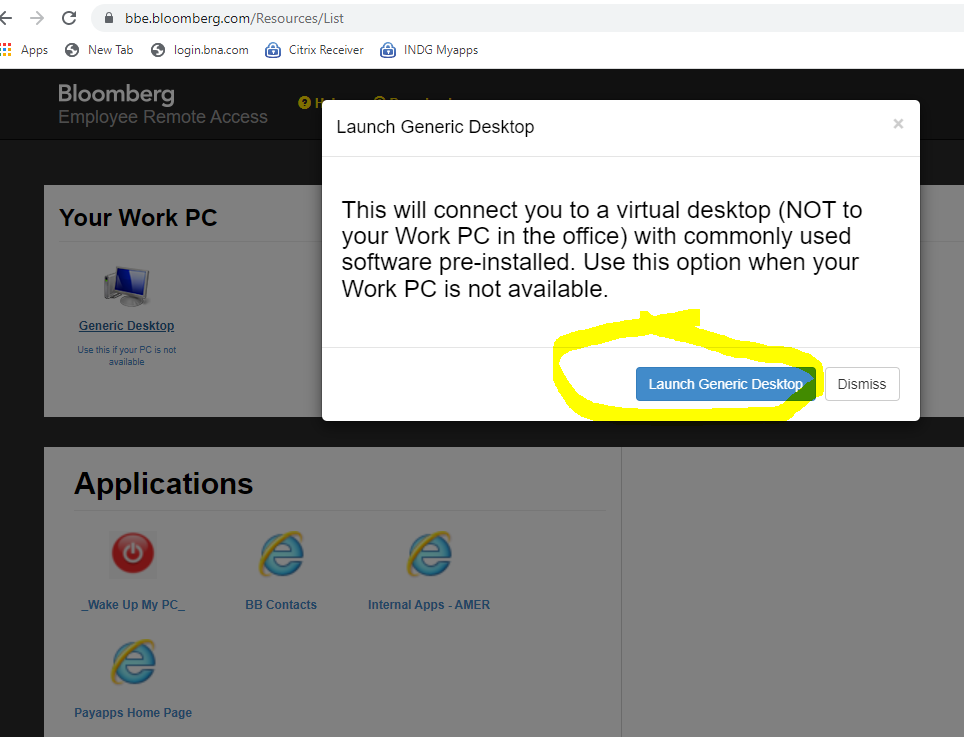 bbe.bloomberg.com/Resources/List
Apps New Tab login.bna.com Citrix Receiver INDG Myapps
Bloomberg
Employee Remote Access
Launch Generic Desktop ×
This will connect you to a virtual desktop (NOT to
your Work PC in the office) with commonly used
software pre-installed. Use this option when your
Work PC is not available.
Launch Generic Desktop Dismiss
Your Work PC
Generic Desktop
Use this if your PC is not
available
Applications
_Wake Up My PC_ BB Contacts Internal Apps - AMER
Payapps Home Page